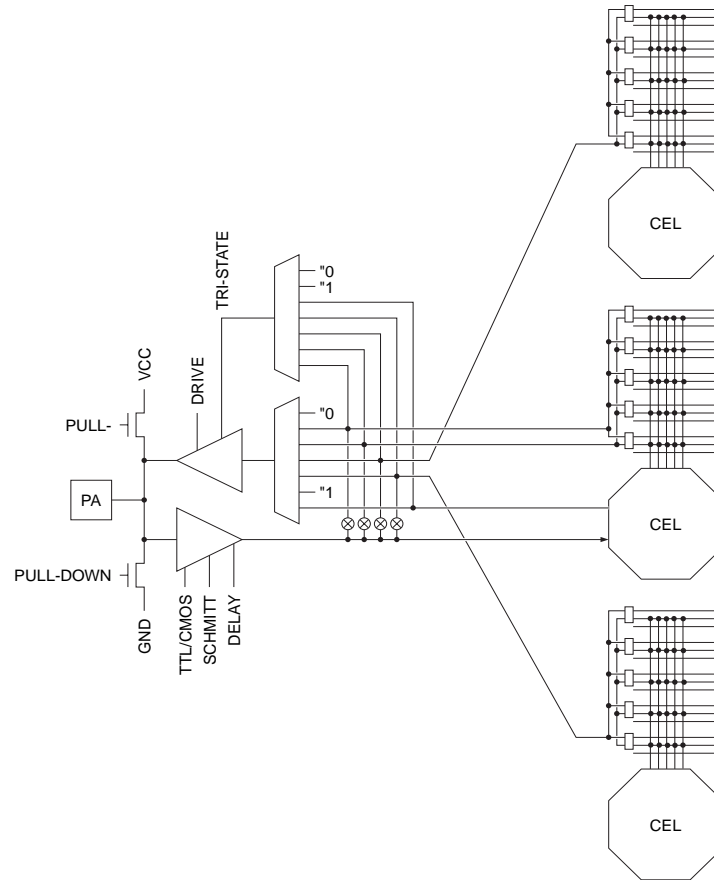 CEL
TRI-STATE
"0
"1
VCC
DRIVE
PULL-
"0
CEL
PA
"1
PULL-DOWN
GND
TTL/CMOS
SCHMITT
DELAY
CEL